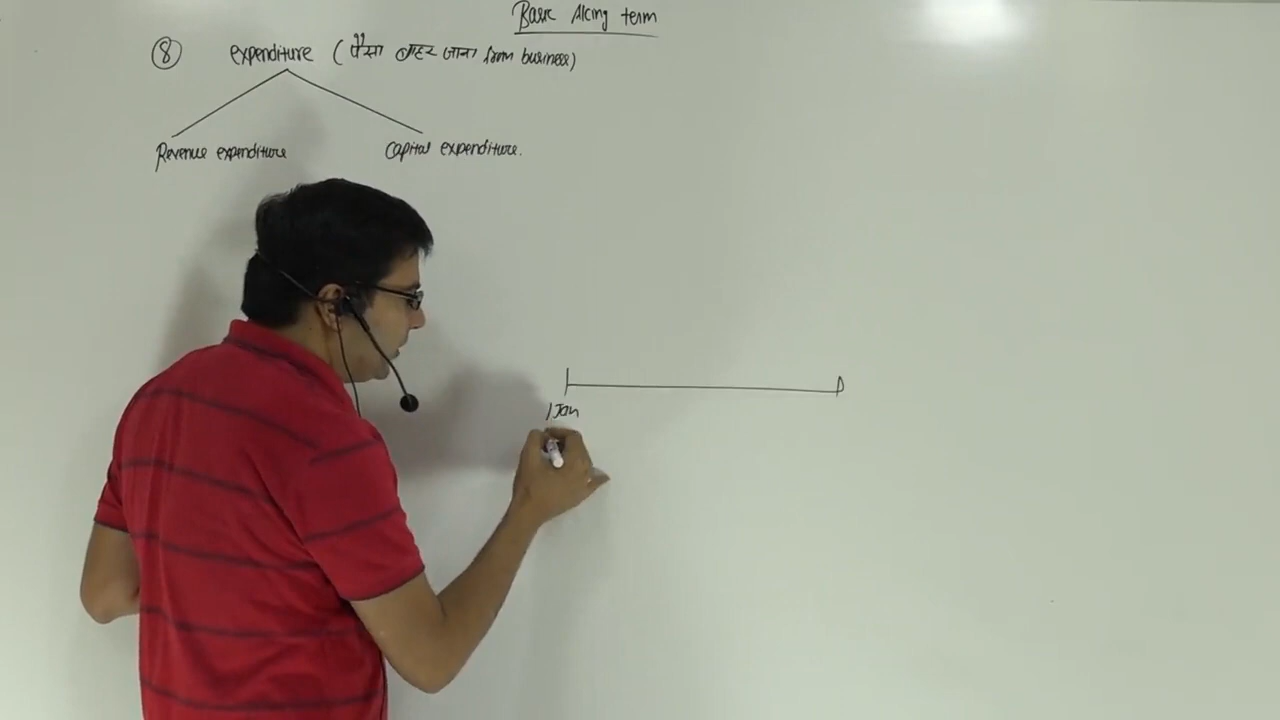 Basic A/cing term
⑧ expenditure (पैसा बाहर जाना from business)
Revenue expenditure
Capital expenditure.
1 Jan